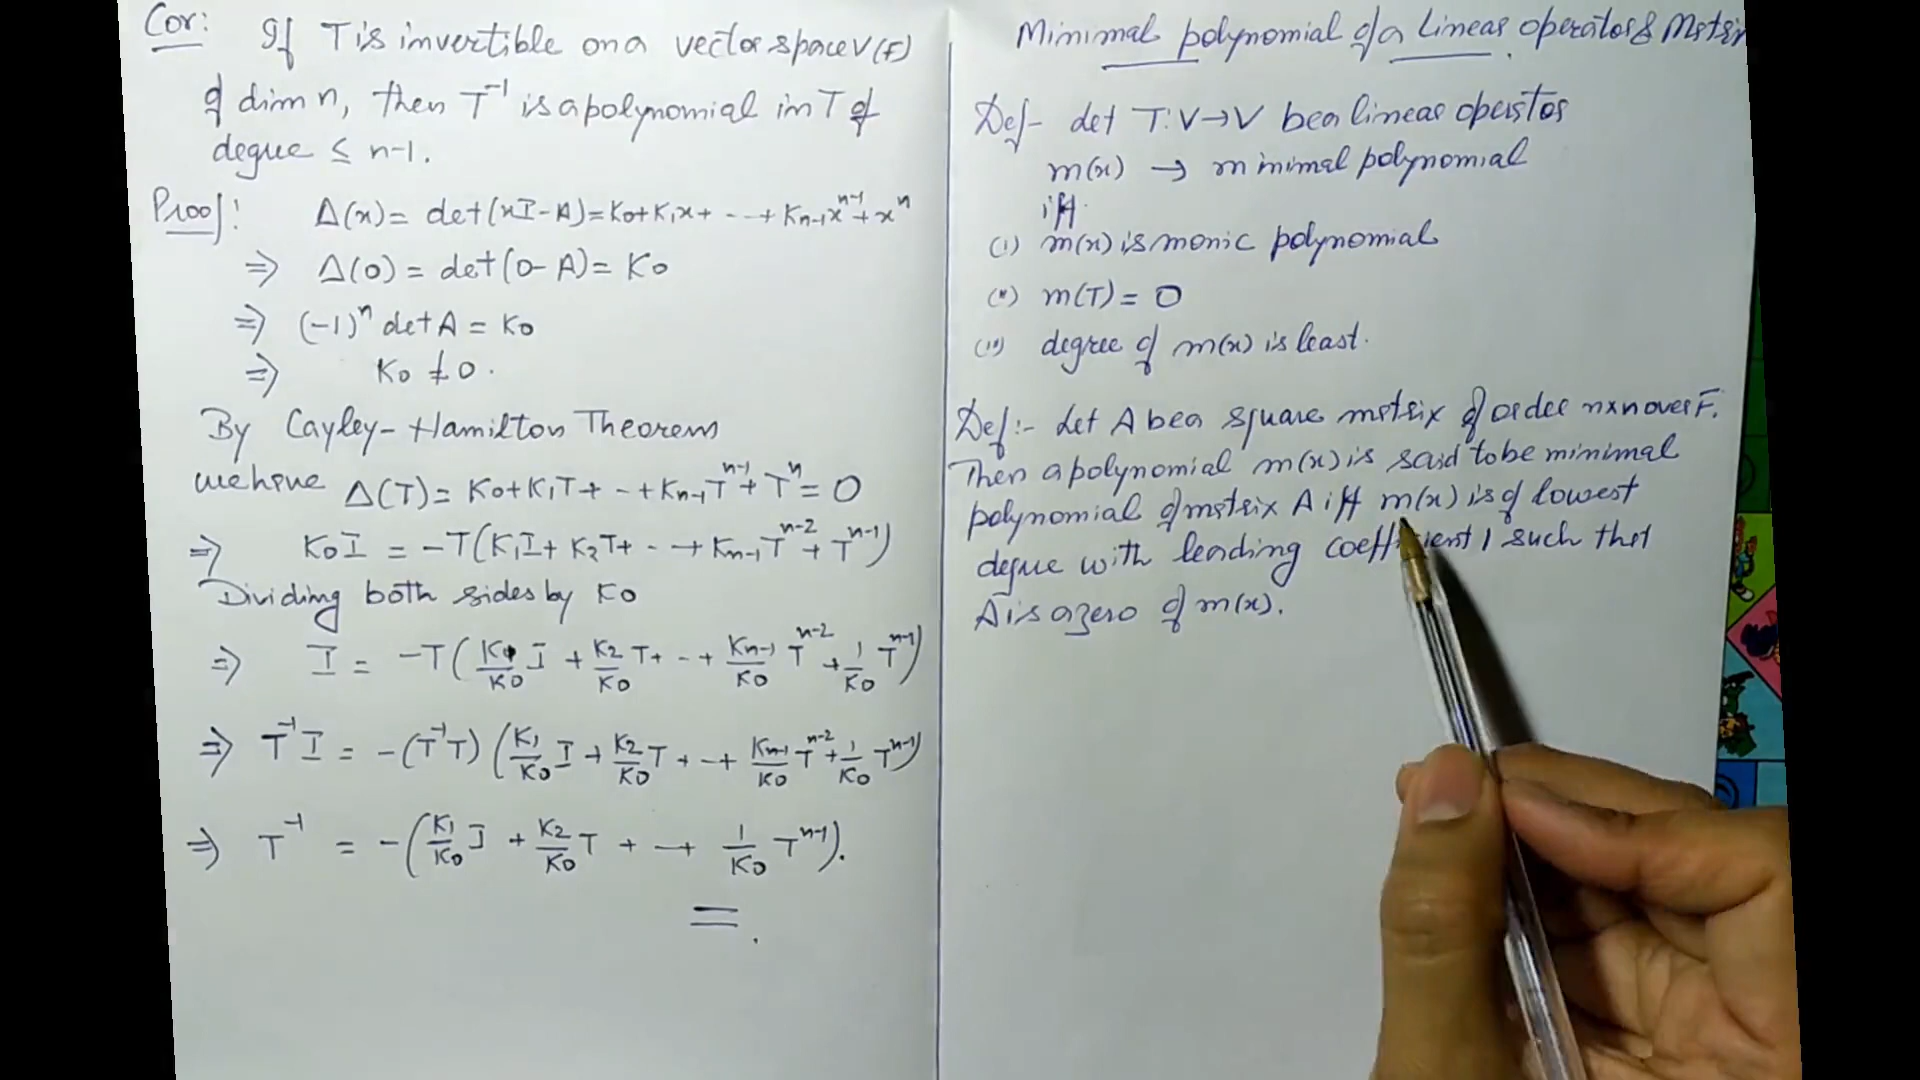 Cor: If T is invertible on a vector space V(F)
of dim n, then T⁻¹ is a polynomial in T of
degree ≤ n-1.
Proof: Δ(x) = det(xI-A) = K₀+K₁x+ --+ Kₙ₋₁xⁿ⁻¹+xⁿ
⇒ Δ(0) = det(0-A) = K₀
⇒ (-1)ⁿ det A = K₀
⇒ K₀ ≠ 0.
By Cayley-Hamilton Theorem
we have Δ(T) = K₀+K₁T+ --+Kₙ₋₁Tⁿ⁻¹+Tⁿ = 0
⇒ K₀I = -T(K₁I+K₂T+ --+Kₙ₋₁Tⁿ⁻²+Tⁿ⁻¹)
Dividing both sides by K₀
⇒ I = -T(K₁/K₀ I + K₂/K₀ T+ --+ Kₙ₋₁/K₀ Tⁿ⁻² + 1/K₀ Tⁿ⁻¹)
⇒ T⁻¹I = -(T⁻¹T)(K₁/K₀ I + K₂/K₀ T + --+ Kₙ₋₁/K₀ Tⁿ⁻² + 1/K₀ Tⁿ⁻¹)
⇒ T⁻¹ = -(K₁/K₀ I + K₂/K₀ T + --+ 1/K₀ Tⁿ⁻¹).
Minimal polynomial of a Linear operator &
Def- Let T:V→V be a linear operator
m(x) → minimal polynomial
iff.
(i) m(x) is monic polynomial
(ii) m(T) = 0
(iii) degree of m(x) is least.
Def:- Let A be a square matrix of order nxn over F.
Then a polynomial m(x) is said to be minimal
polynomial of matrix A iff m(x) is of lowest
degree with leading coefficient 1 such that
A is a zero of m(x).